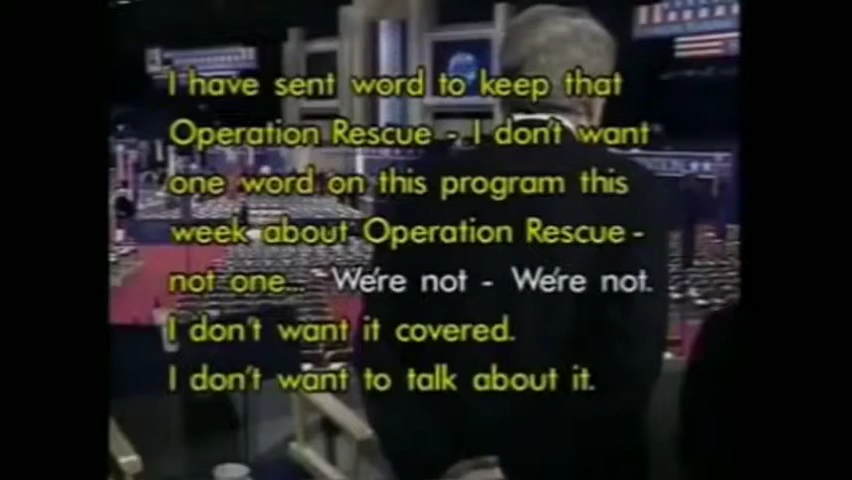 I have sent word to keep that
Operation Rescue - I don't want
one word on this program this
week about Operation Rescue -
not one... We're not - We're not.
I don't want it covered.
I don't want to talk about it.